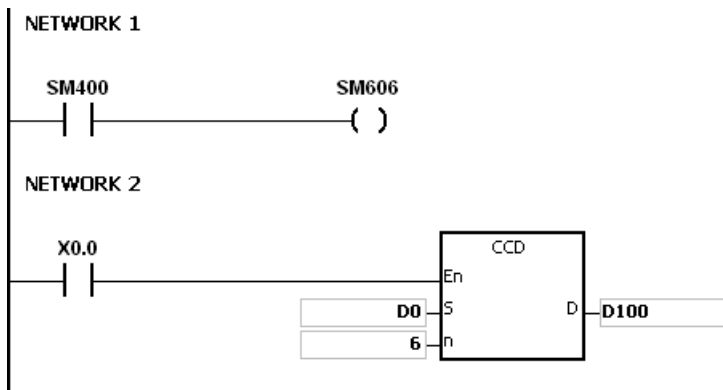 NETWORK 1
SM400 SM606
NETWORK 2
X0.0
CCD
En
D0 S D D100
6 n